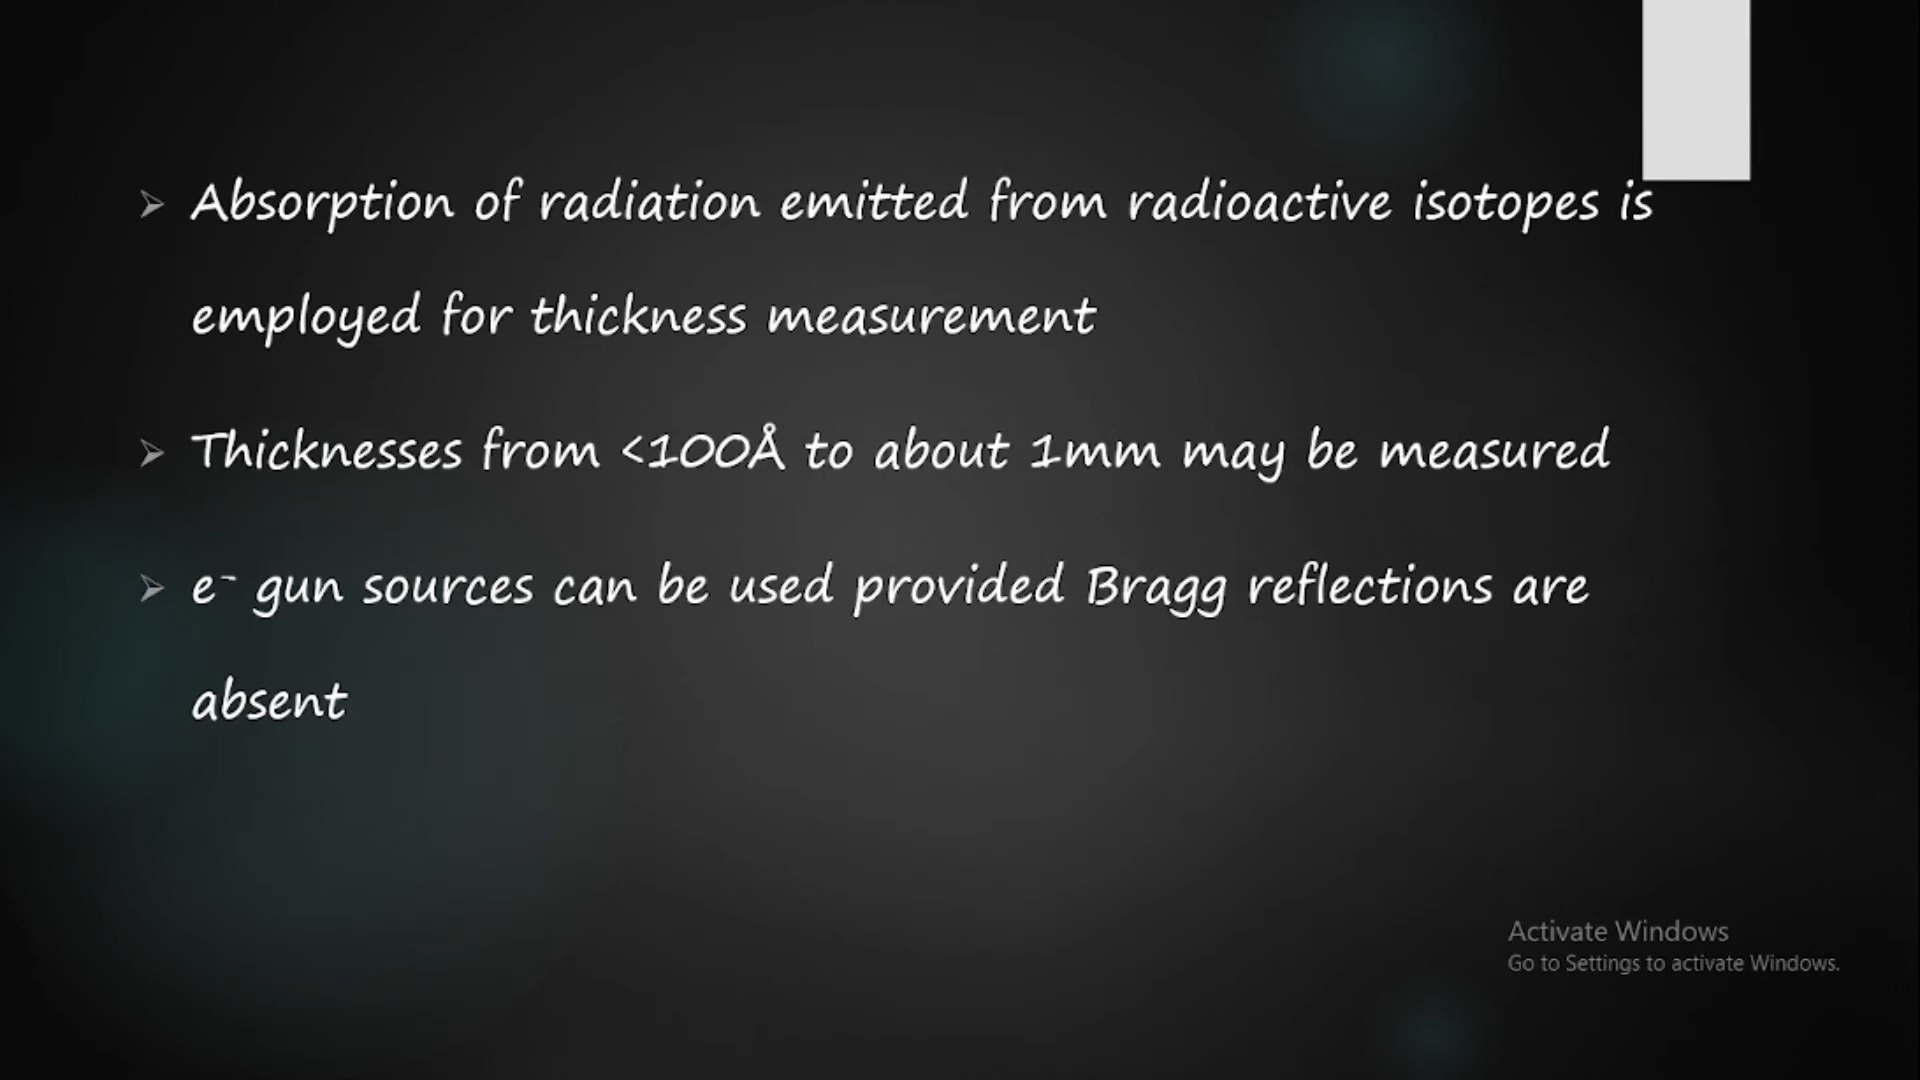 Absorption of radiation emitted from radioactive isotopes is
employed for thickness measurement
Thicknesses from <100Å to about 1mm may be measured
e⁻ gun sources can be used provided Bragg reflections are
absent
Activate Windows
Go to Settings to activate Windows.